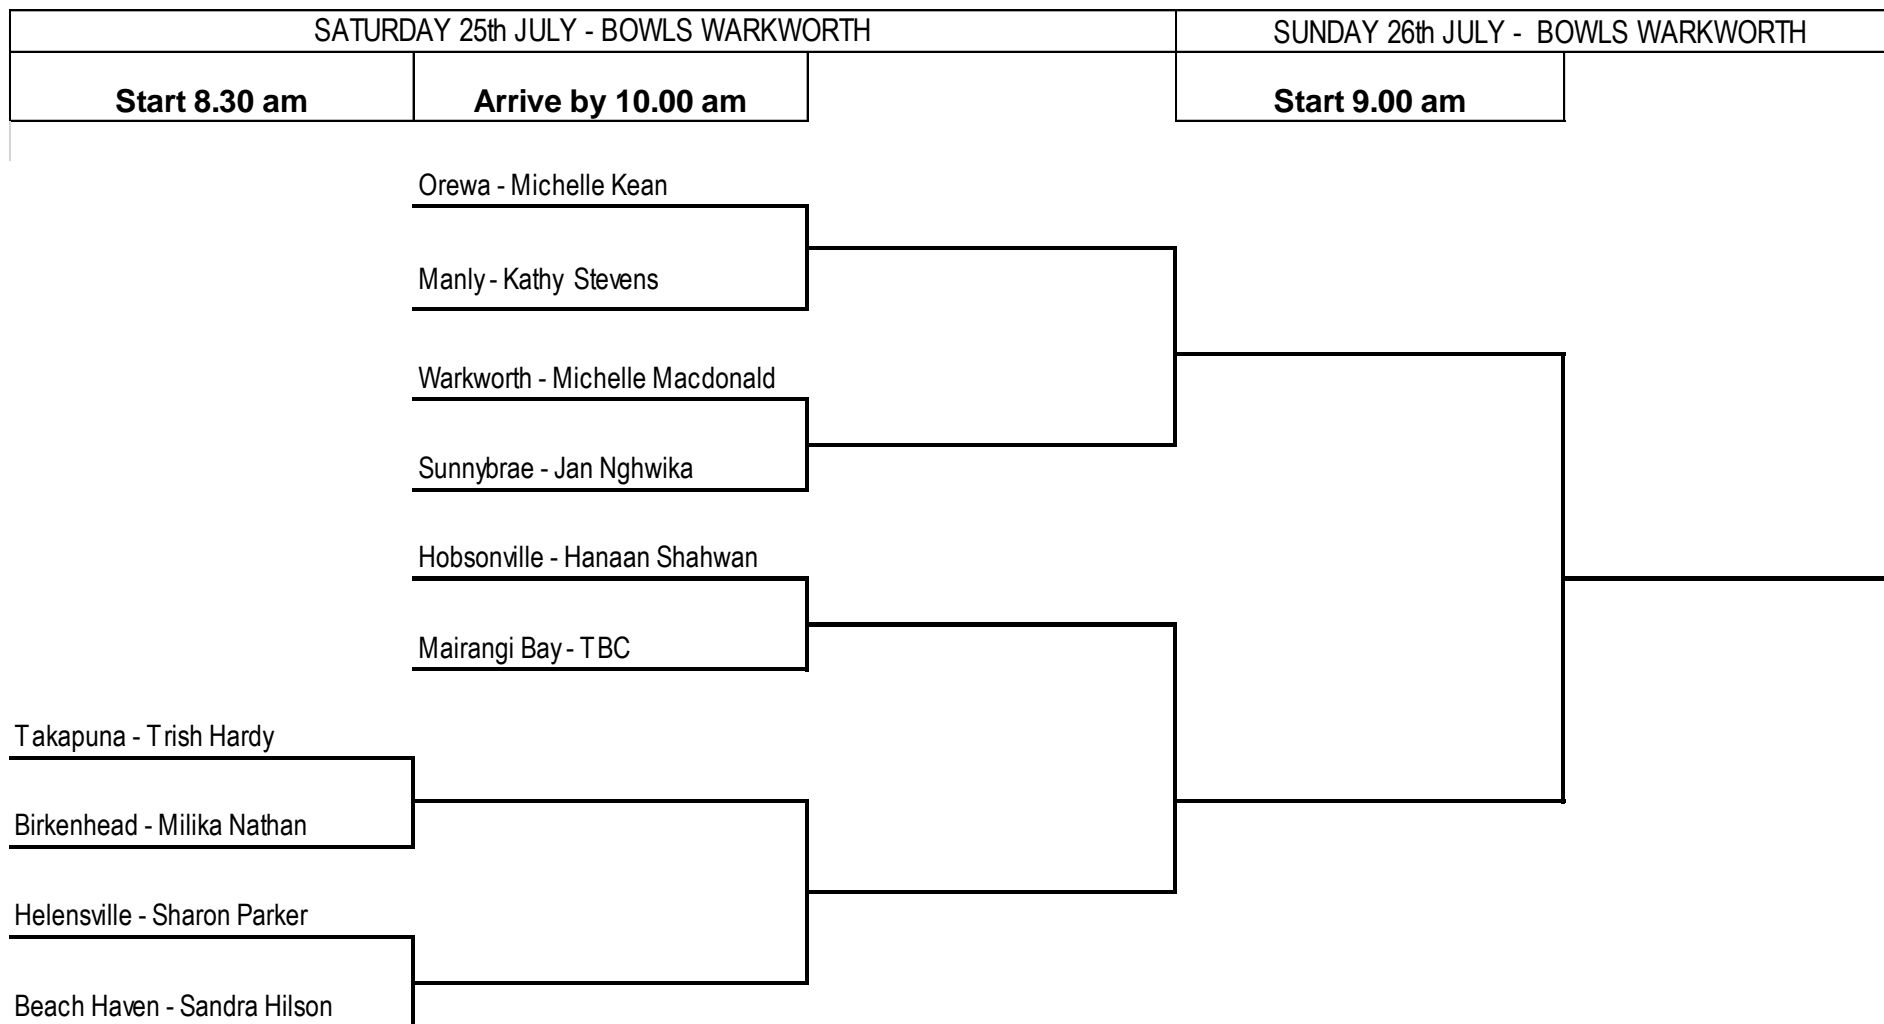 SATURDAY 25th JULY - BOWLS WARKWORTH
SUNDAY 26th JULY - BOWLS WARKWORTH
Start 8.30 am
Arrive by 10.00 am
Start 9.00 am
Orewa - Michelle Kean
Manly - Kathy Stevens
Warkworth - Michelle Macdonald
Sunnybrae - Jan Nghwika
Hobsonville - Hanaan Shahwan
Mairangi Bay - TBC
Takapuna - Trish Hardy
Birkenhead - Milika Nathan
Helensville - Sharon Parker
Beach Haven - Sandra Hilson